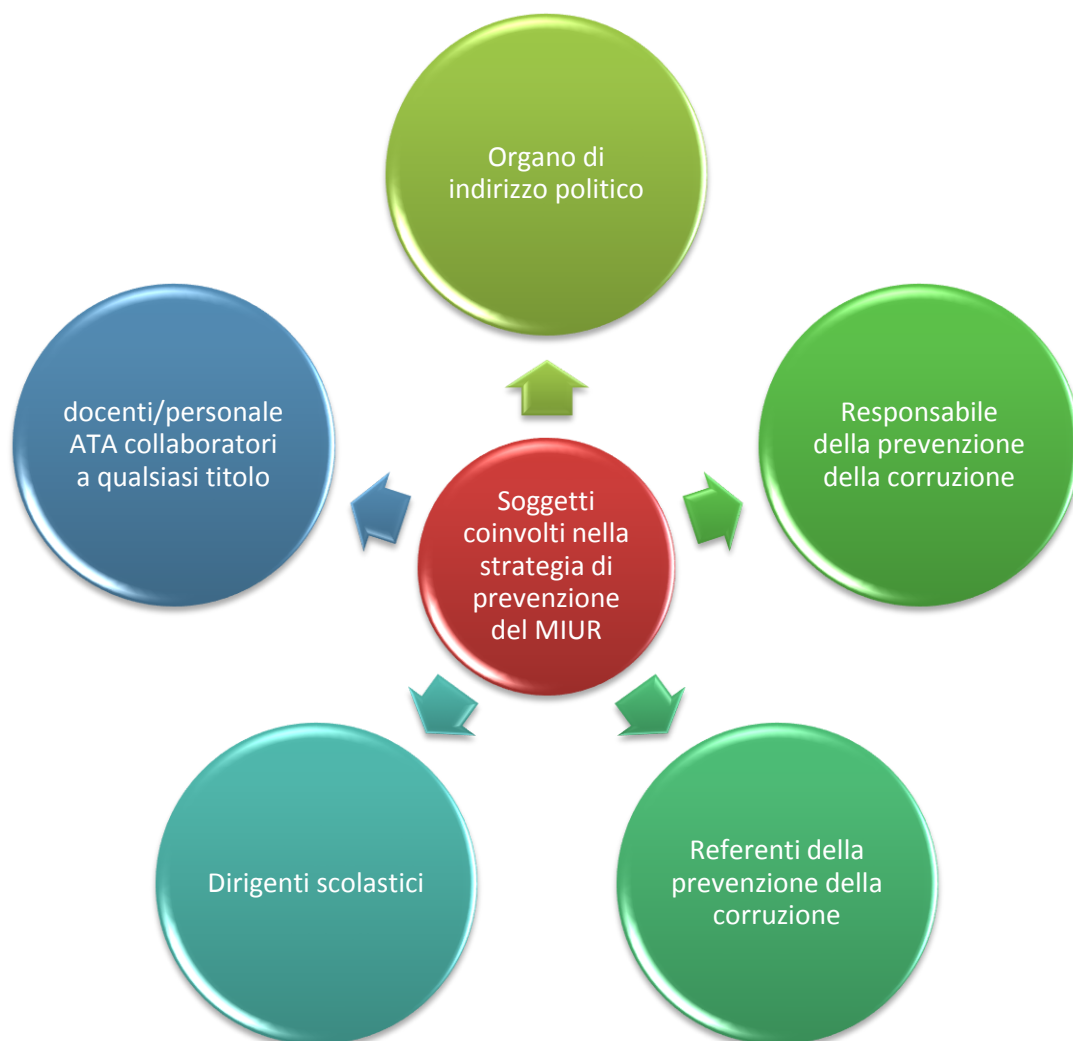 Organo di
indirizzo politico
Responsabile
della prevenzione
della corruzione
Referenti della
prevenzione della
corruzione
Dirigenti scolastici
docenti/personale
ATA collaboratori
a qualsiasi titolo
Soggetti
coinvolti nella
strategia di
prevenzione
del MIUR